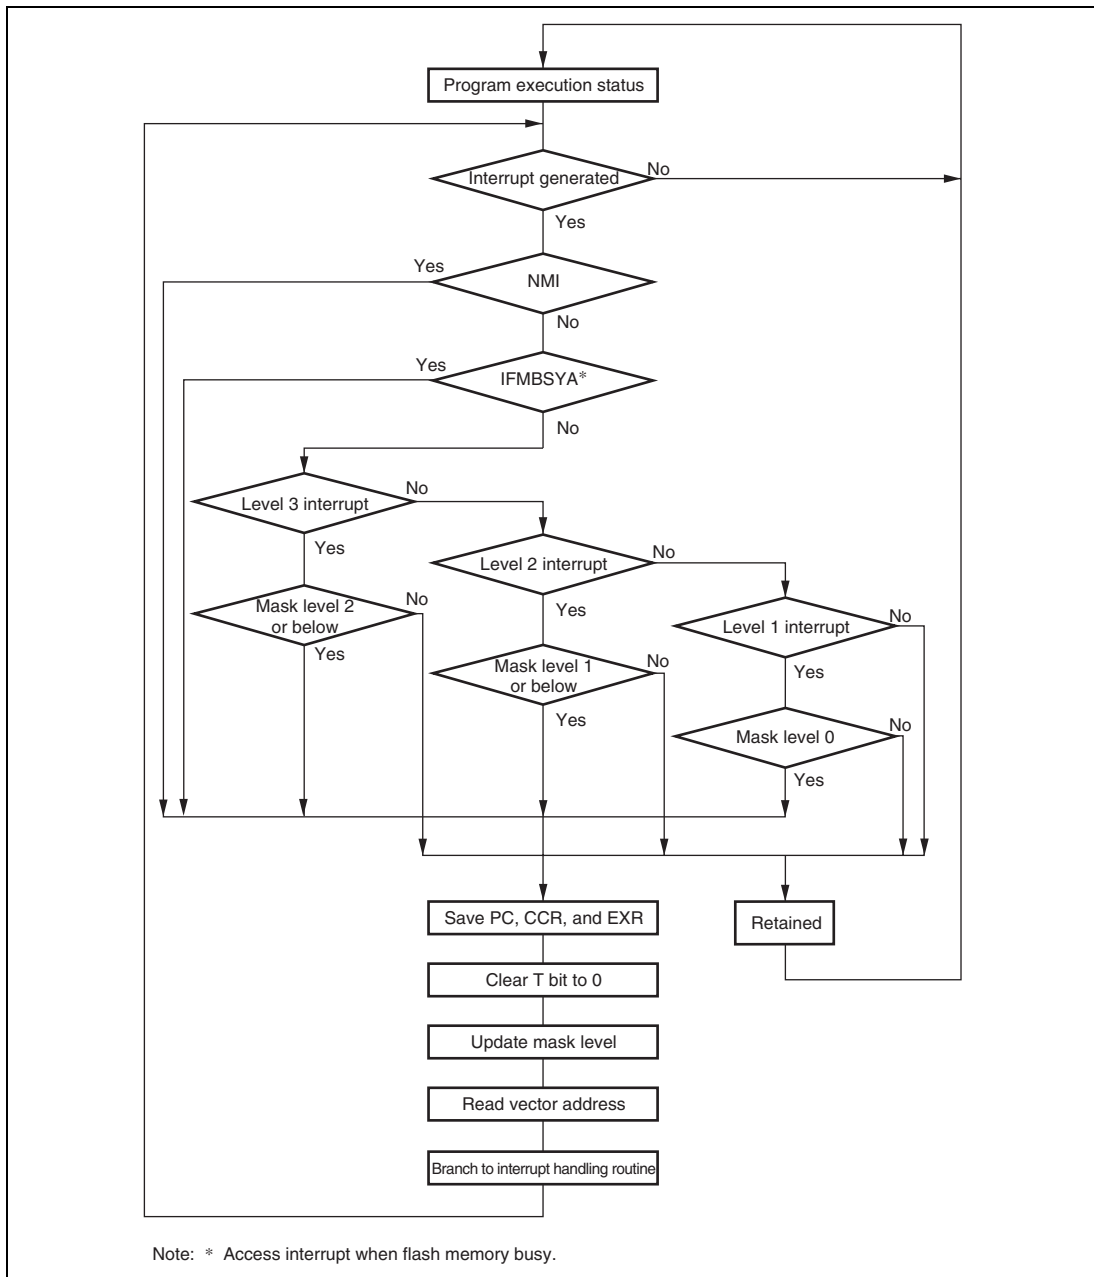 Program execution status
Interrupt generated
No
Yes
Yes
NMI
No
Yes
IFMBSYA*
No
Level 3 interrupt
No
Yes
Level 2 interrupt
No
Yes
Mask level 2
or below
No
Yes
Level 1 interrupt
No
Yes
Mask level 1
or below
No
Yes
Mask level 0
No
Yes
Save PC, CCR, and EXR
Retained
Clear T bit to 0
Update mask level
Read vector address
Branch to interrupt handling routine
Note: * Access interrupt when flash memory busy.